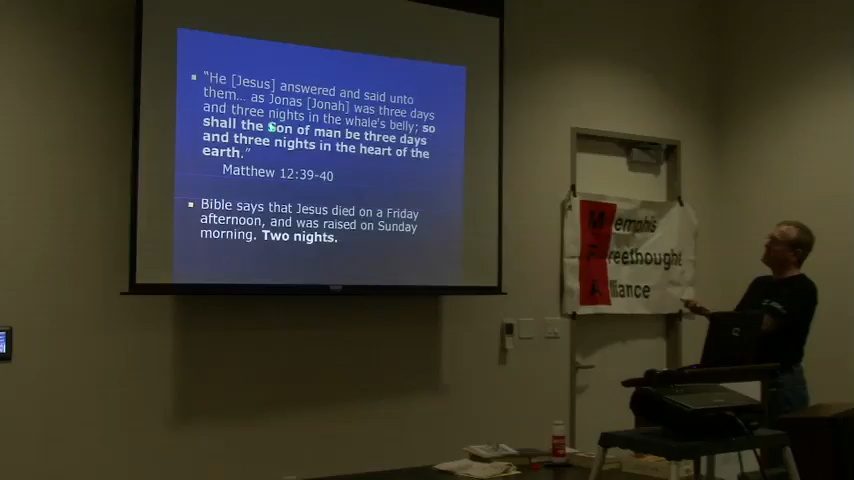 "He [Jesus] answered and said unto
them... as Jonas [Jonah] was three days
and three nights in the whale's belly; so
shall the Son of man be three days
and three nights in the heart of the
earth."
Matthew 12:39-40
Bible says that Jesus died on a Friday
afternoon, and was raised on Sunday
morning. Two nights.
Memphis
Freethought
Alliance